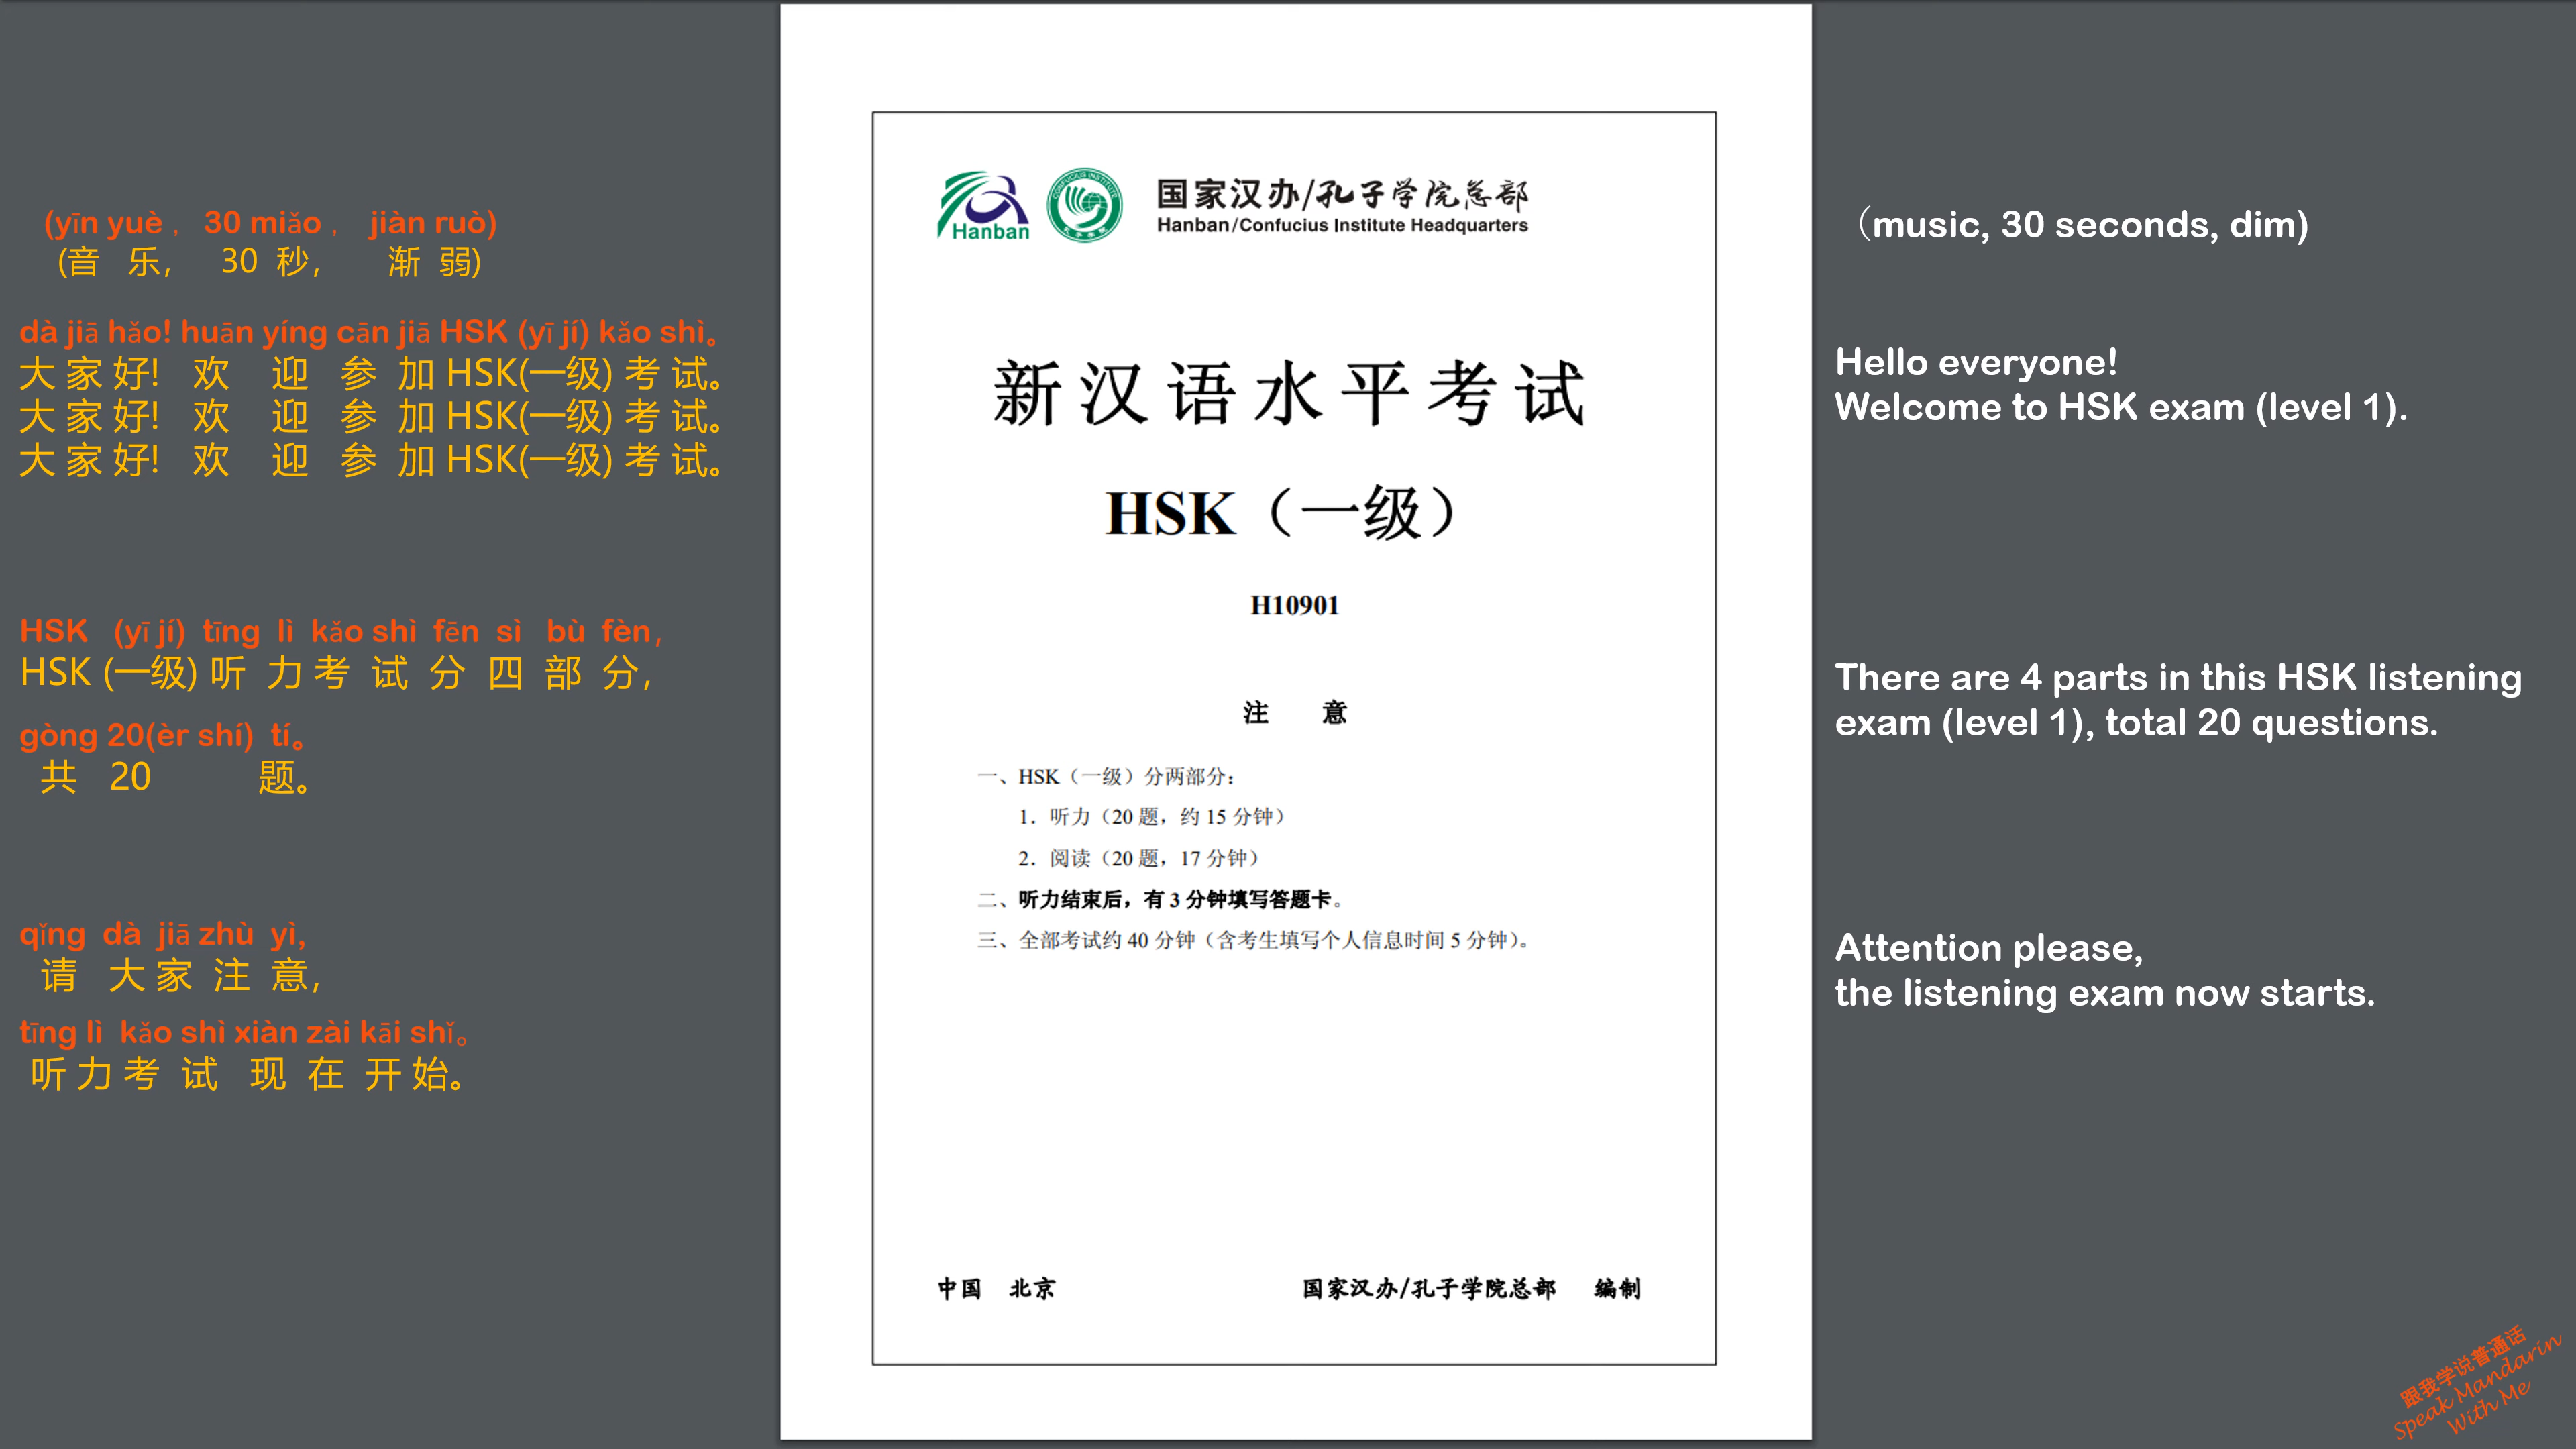 (yīn yuè ， 30 miǎo ， jiàn ruò)
(音 乐， 30 秒， 渐 弱)
dà jiā hǎo! huān yíng cān jiā HSK (yī jí) kǎo shì。
大 家 好! 欢 迎 参 加 HSK(一级) 考 试。
大 家 好! 欢 迎 参 加 HSK(一级) 考 试。
大 家 好! 欢 迎 参 加 HSK(一级) 考 试。
HSK (yī jí) tīng lì kǎo shì fēn sì bù fèn，
HSK (一级) 听 力 考 试 分 四 部 分，
gòng 20(èr shí) tí。
共 20 题。
qǐng dà jiā zhù yì,
请 大 家 注 意，
tīng lì kǎo shì xiàn zài kāi shǐ。
听 力 考 试 现 在 开 始。
Hanban
CONFUCIUS INSTITUTE
孔子学院
国家汉办/孔子学院总部
Hanban/Confucius Institute Headquarters
新汉语水平考试
HSK（一级）
H10901
注 意
一、HSK（一级）分两部分：
1．听力（20 题，约 15 分钟）
2．阅读（20 题，17 分钟）
二、听力结束后，有 3 分钟填写答题卡。
三、全部考试约 40 分钟（含考生填写个人信息时间 5 分钟）。
中国 北京 国家汉办/孔子学院总部 编制
（music, 30 seconds, dim)
Hello everyone!
Welcome to HSK exam (level 1).
There are 4 parts in this HSK listening
exam (level 1), total 20 questions.
Attention please,
the listening exam now starts.
跟我学说普通话
Speak Mandarin
With Me